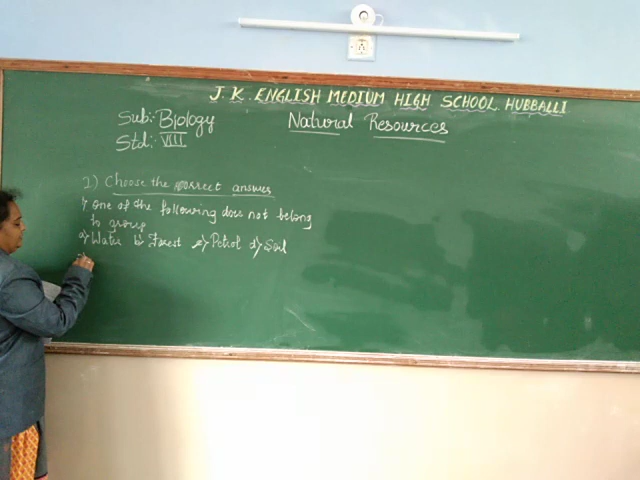 J. K. ENGLISH MEDIUM HIGH SCHOOL HUBBALLI
Sub:- Biology
Natural Resources
Std:- VIII
1) Choose the correct answer
1) One of the following does not belong
to group
a) Water b) Forest c) Petrol d) Soil